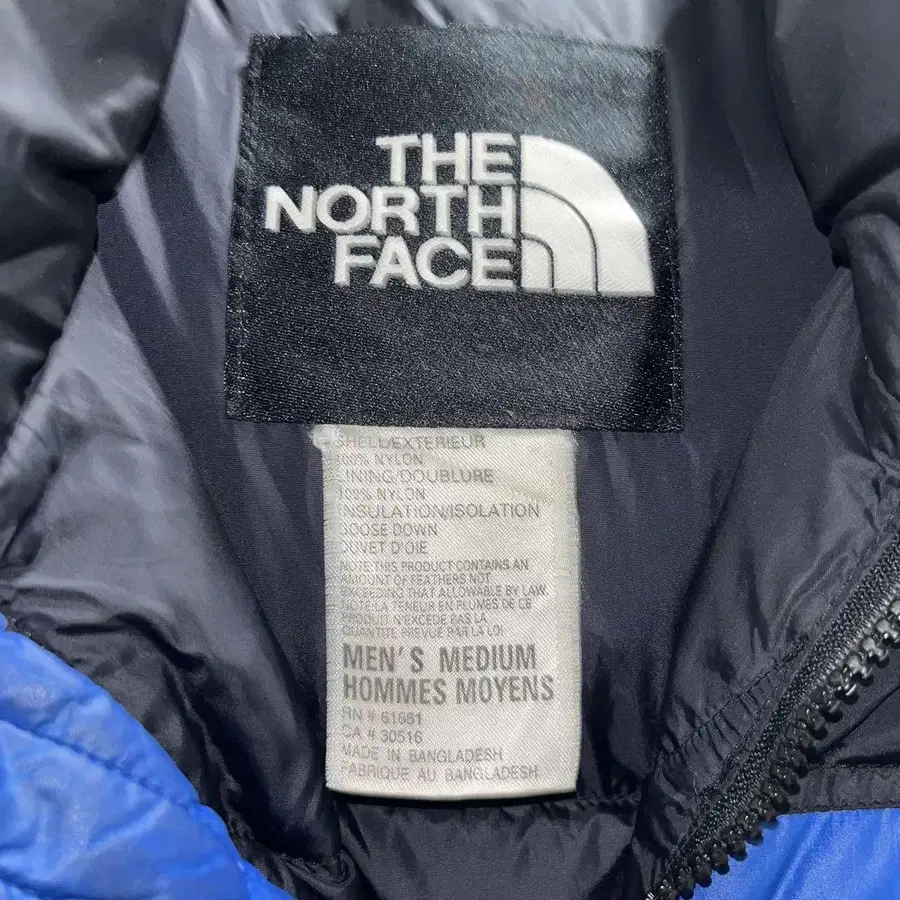 THE
NORTH
FACE
SHELL/EXTERIEUR
100% NYLON
LINING/DOUBLURE
100% NYLON
INSULATION/ISOLATION
GOOSE DOWN
DUVET D'OIE
NOTE:THIS PRODUCT CONTAINS AN
AMOUNT OF FEATHERS NOT
EXCEEDING THAT ALLOWABLE BY LAW.
NOTE:LA TENEUR EN PLUMES DE CE
PRODUIT N'EXCEDE PAS LA
QUANTITE PREVUE PAR LA LOI
MEN'S MEDIUM
HOMMES MOYENS
RN # 61661
CA # 30516
MADE IN BANGLADESH
FABRIQUE AU BANGLADESH